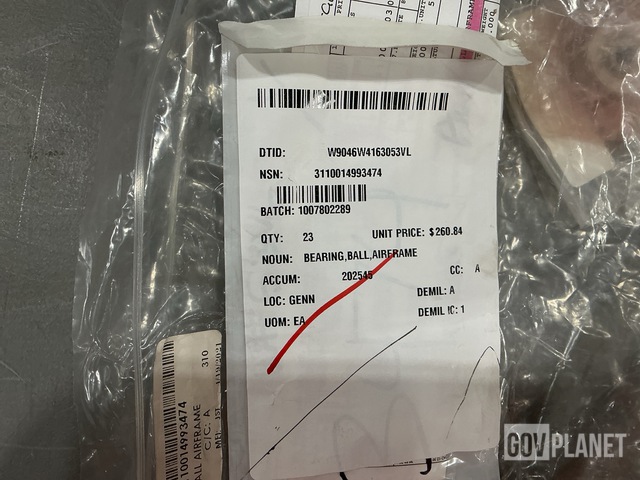 DTID: W9046W4163053VL
NSN: 3110014993474
BATCH: 1007802289
QTY: 23 UNIT PRICE: $260.84
NOUN: BEARING,BALL,AIRFRAME
ACCUM: 202545 CC: A
LOC: GENN DEMIL: A
UOM: EA DEMIL IC: 1
10014993474 310
ALL AIRFRAME
C/C: A
GOVPLANET